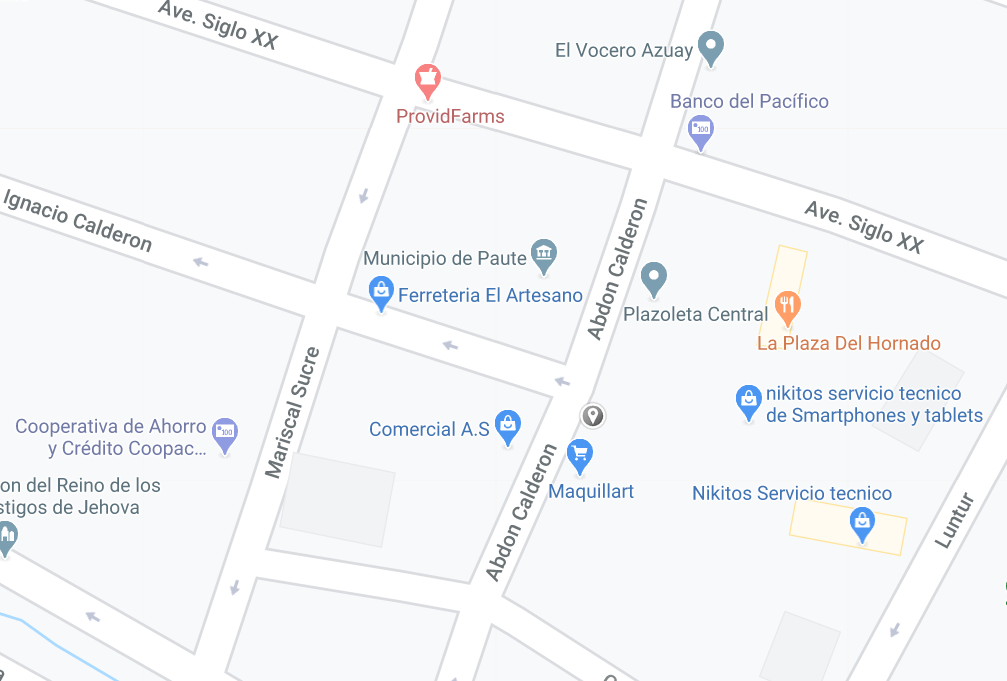 Ave. Siglo XX
El Vocero Azuay
Banco del Pacífico
100
ProvidFarms
Ignacio Calderon
Abdon Calderon
Ave. Siglo XX
Municipio de Paute
Ferreteria El Artesano
Plazoleta Central
La Plaza Del Hornado
Mariscal Sucre
nikitos servicio tecnico
de Smartphones y tablets
Cooperativa de Ahorro
y Crédito Coopac...
100
Comercial A.S
Maquillart
Abdon Calderon
on del Reino de los
stigos de Jehova
Nikitos Servicio tecnico
Luntur